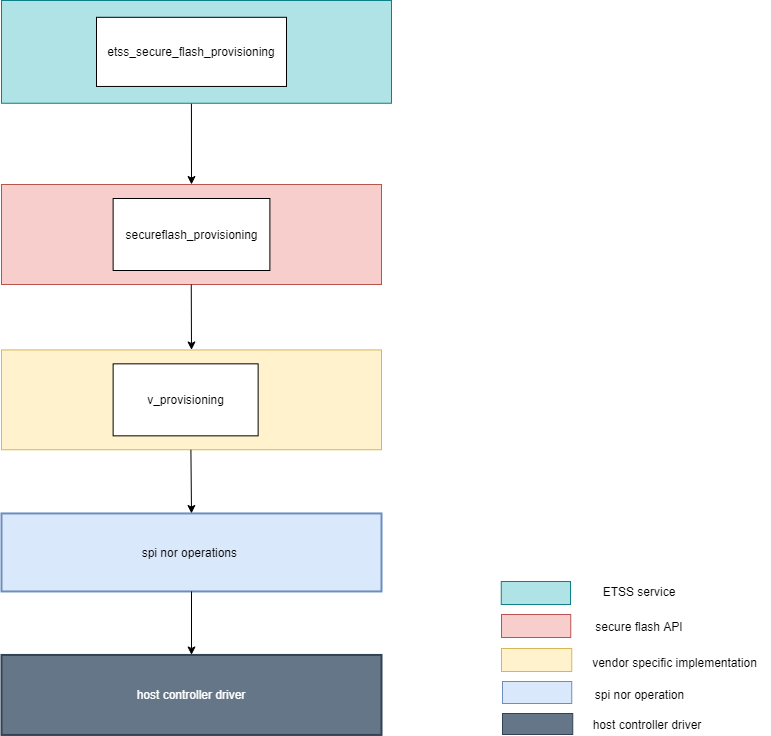 etss_secure_flash_provisioning
secureflash_provisioning
v_provisioning
spi nor operations
host controller driver
ETSS service
secure flash API
vendor specific implementation
spi nor operation
host controller driver